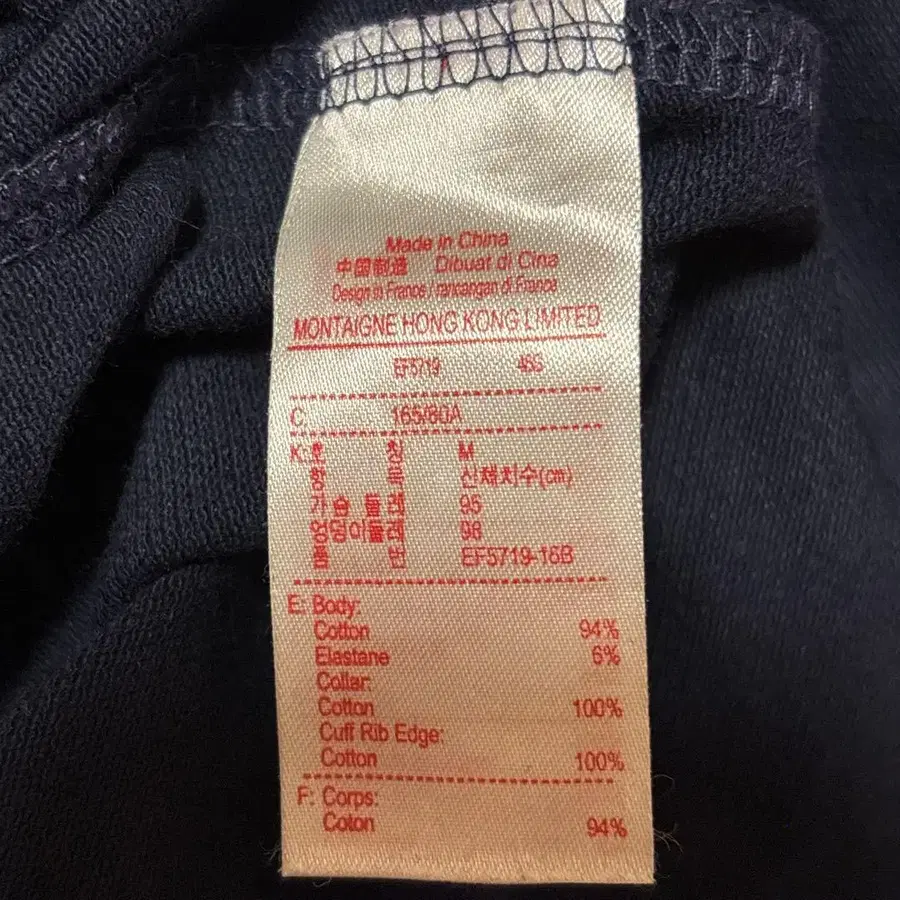 Made in China
中国制造 Dibuat di Cina
Design in France / rancangan di France
MONTAIGNE HONG KONG LIMITED
EF5719
C. 165/80A
K: 호 칭 M
항 목 신체치수(cm)
가슴둘레 95
엉덩이둘레 98
품 번 EF5719-16B
E: Body:
Cotton 94%
Elastane 6%
Collar:
Cotton 100%
Cuff Rib Edge:
Cotton 100%
F: Corps:
Coton 94%